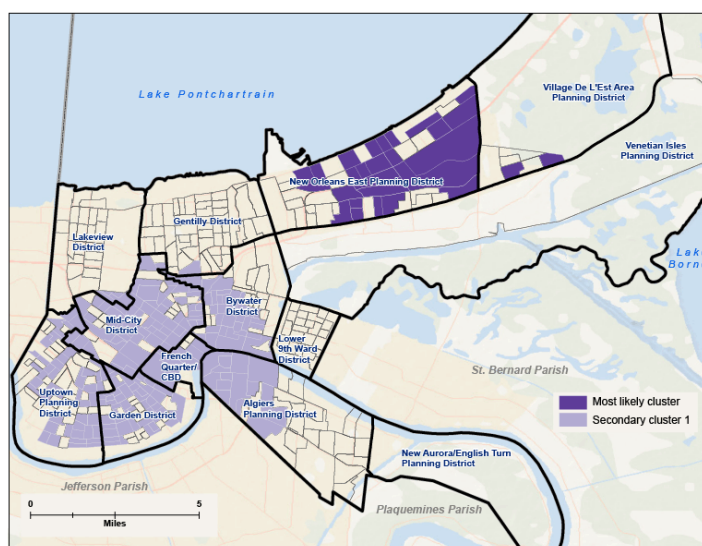 Lake Pontchartrain
Village De L'Est Area
Planning District
Venetian Isles
Planning District
New Orleans East Planning District
Gentilly District
Lakeview
District
Lake
Borne
Bywater
District
Mid-City
District
Lower
9th Ward
District
French
Quarter/
CBD
St. Bernard Parish
Uptown
Planning
District
Garden District
Algiers
Planning District
Most likely cluster
Secondary cluster 1
New Aurora/English Turn
Planning District
Jefferson Parish
Plaquemines Parish
0
5
Miles